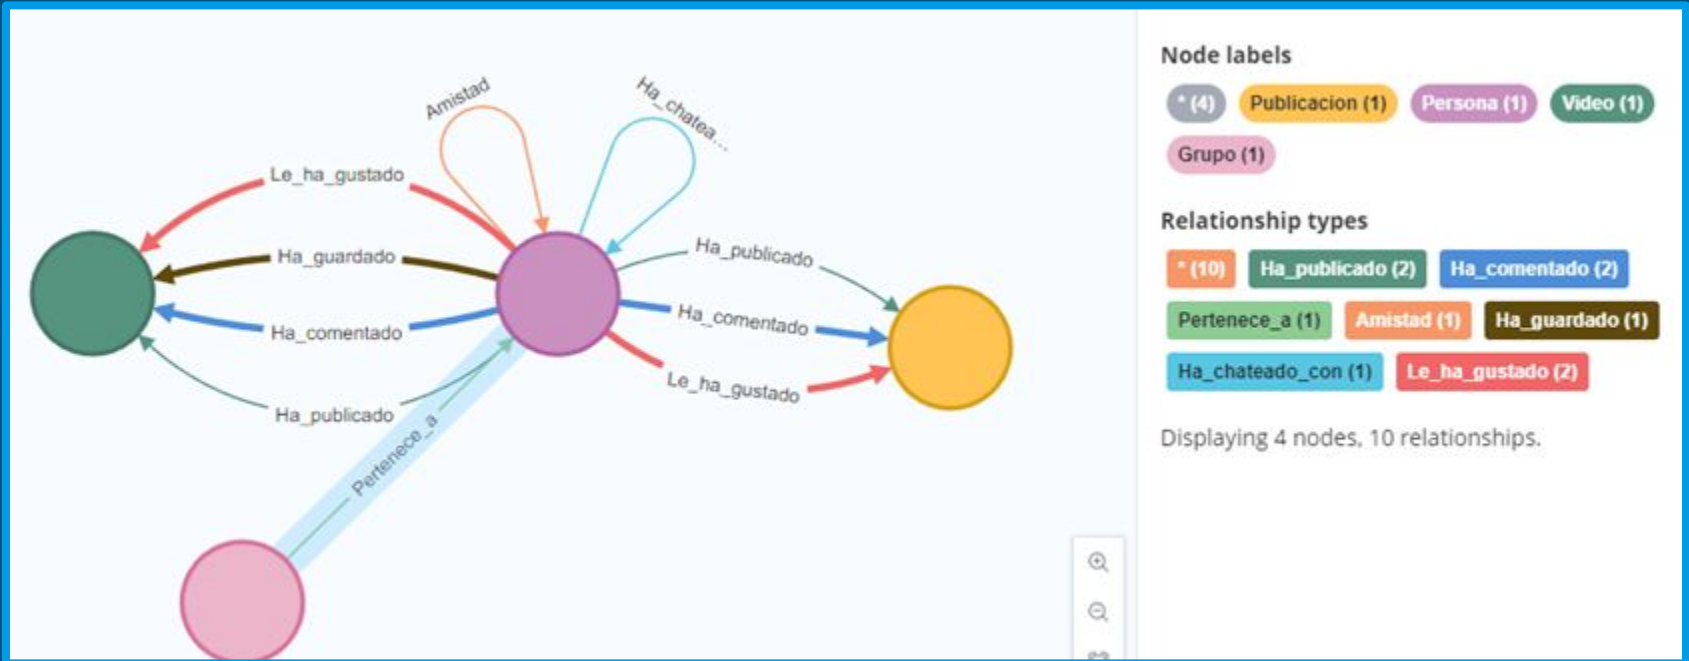 Amistad
Ha_chatea...
Le_ha_gustado
Ha_guardado
Ha_comentado
Ha_publicado
Pertenece_a
Ha_publicado
Ha_comentado
Le_ha_gustado
Node labels
* (4) Publicacion (1) Persona (1) Video (1)
Grupo (1)
Relationship types
* (10) Ha_publicado (2) Ha_comentado (2)
Pertenece_a (1) Amistad (1) Ha_guardado (1)
Ha_chateado_con (1) Le_ha_gustado (2)
Displaying 4 nodes, 10 relationships.